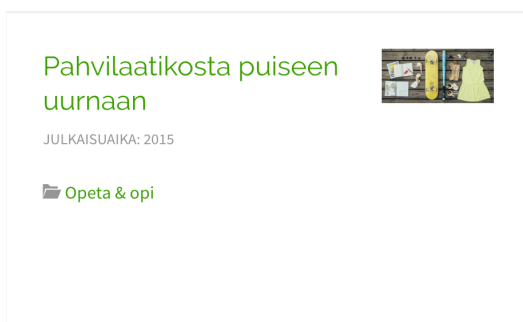 Pahvilaatikosta puiseen
uurnaan
JULKAISUAIKA: 2015
Opeta & opi